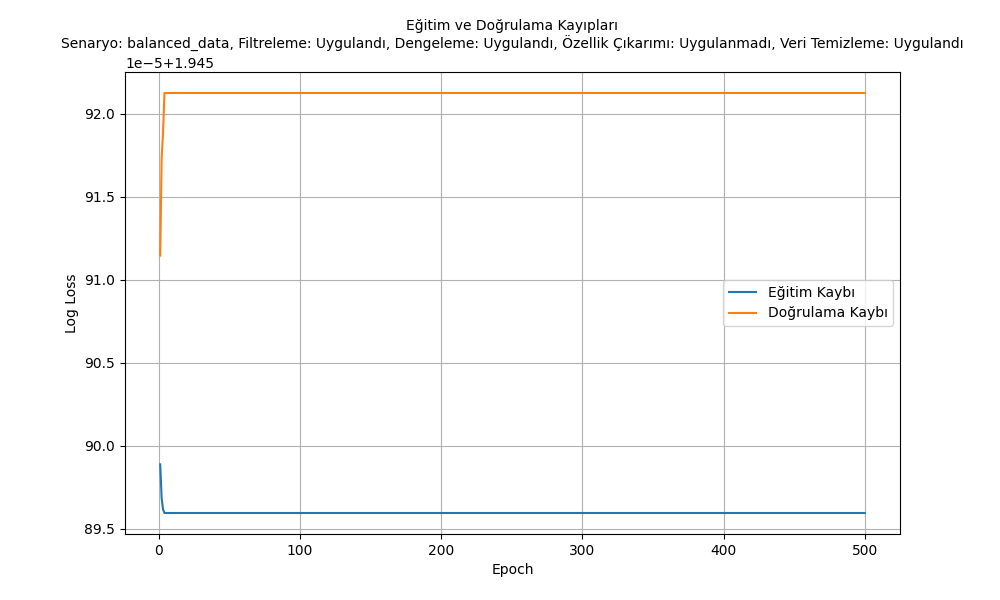 Eğitim ve Doğrulama Kayıpları
Senaryo: balanced_data, Filtreleme: Uygulandı, Dengeleme: Uygulandı, Özellik Çıkarımı: Uygulanmadı, Veri Temizleme: Uygulandı
1e−5+1.945
92.0
91.5
91.0
90.5
90.0
89.5
Log Loss
Eğitim Kaybı
Doğrulama Kaybı
0 100 200 300 400 500
Epoch